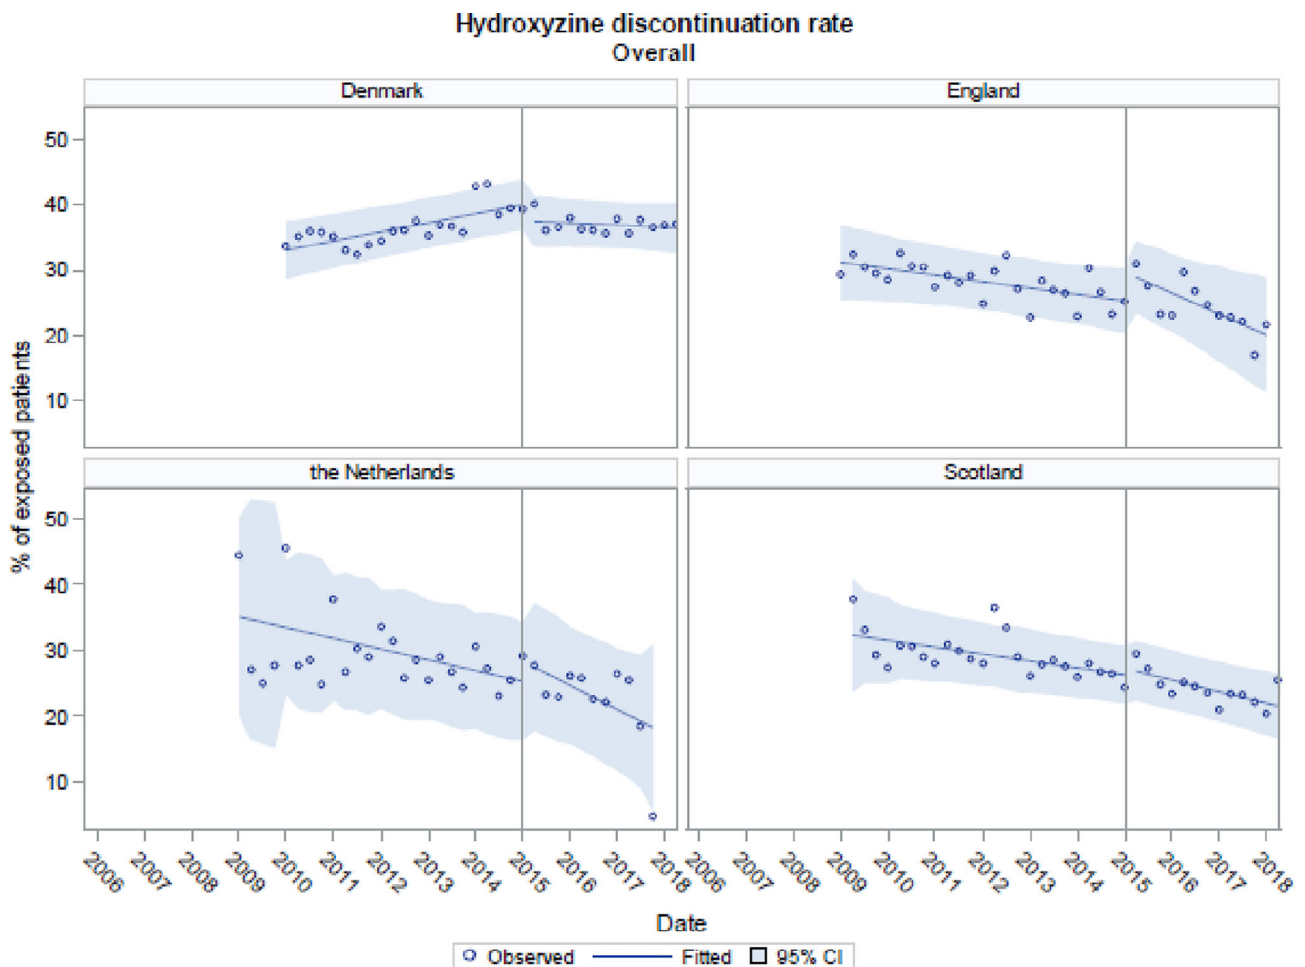 Hydroxyzine discontinuation rate
Overall
Denmark
England
50
40
30
20
10
the Netherlands
Scotland
50
40
30
20
10
% of exposed patients
2006 2007 2008 2009 2010 2011 2012 2013 2014 2015 2016 2017 2018 2006 2007 2008 2009 2010 2011 2012 2013 2014 2015 2016 2017 2018
Date
Observed Fitted 95% CI